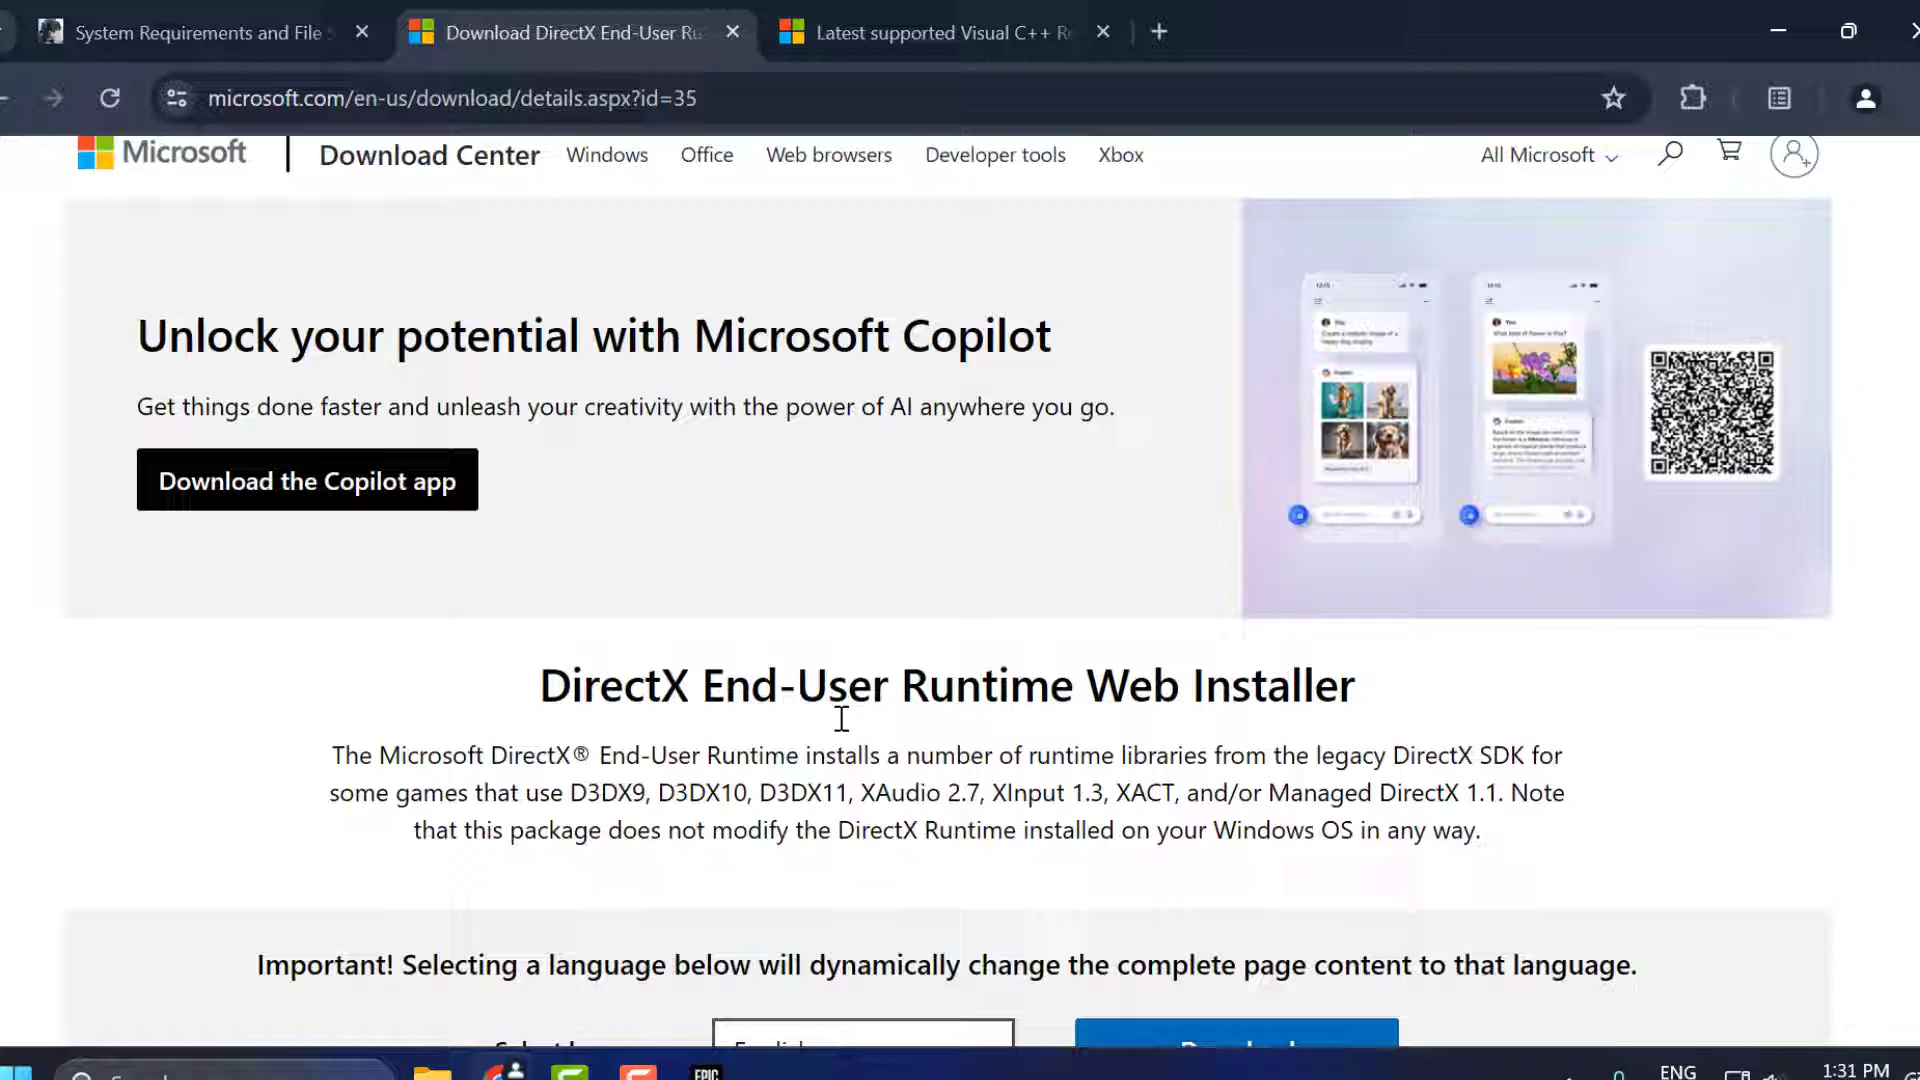 System Requirements and File
Download DirectX End-User Ru
Latest supported Visual C++ R
microsoft.com/en-us/download/details.aspx?id=35
Microsoft
Download Center
Windows
Office
Web browsers
Developer tools
Xbox
All Microsoft
Unlock your potential with Microsoft Copilot
Get things done faster and unleash your creativity with the power of AI anywhere you go.
Download the Copilot app
DirectX End-User Runtime Web Installer
The Microsoft DirectX® End-User Runtime installs a number of runtime libraries from the legacy DirectX SDK for
some games that use D3DX9, D3DX10, D3DX11, XAudio 2.7, XInput 1.3, XACT, and/or Managed DirectX 1.1. Note
that this package does not modify the DirectX Runtime installed on your Windows OS in any way.
Important! Selecting a language below will dynamically change the complete page content to that language.
EPIC
ENG
1:31 PM